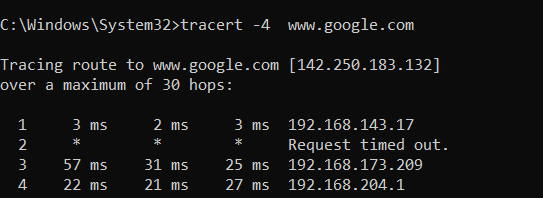 C:\Windows\System32>tracert -4  www.google.com
Tracing route to www.google.com [142.250.183.132]
over a maximum of 30 hops:
  1     3 ms     2 ms     3 ms  192.168.143.17
  2     *        *        *     Request timed out.
  3    57 ms    31 ms    25 ms  192.168.173.209
  4    22 ms    21 ms    27 ms  192.168.204.1